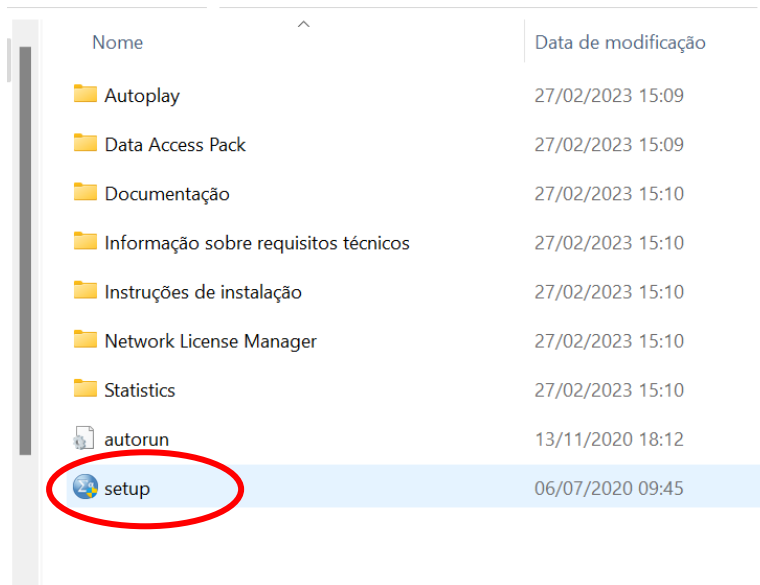 Nome Data de modificação
Autoplay 27/02/2023 15:09
Data Access Pack 27/02/2023 15:09
Documentação 27/02/2023 15:10
Informação sobre requisitos técnicos 27/02/2023 15:10
Instruções de instalação 27/02/2023 15:10
Network License Manager 27/02/2023 15:10
Statistics 27/02/2023 15:10
autorun 13/11/2020 18:12
setup 06/07/2020 09:45